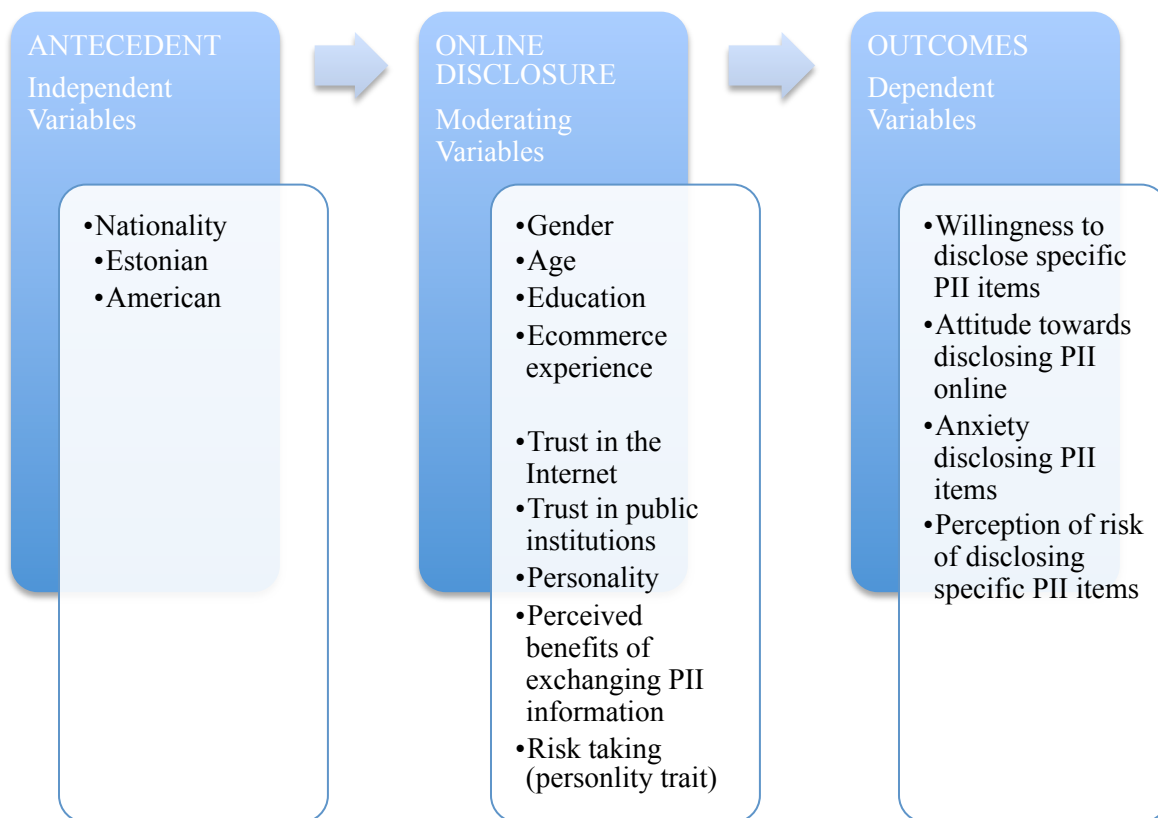 ANTECEDENT
Independent
Variables
•Nationality
•Estonian
•American
ONLINE
DISCLOSURE
Moderating
Variables
•Gender
•Age
•Education
•Ecommerce
experience
•Trust in the
Internet
•Trust in public
institutions
•Personality
•Perceived
benefits of
exchanging PII
information
•Risk taking
(personlity trait)
OUTCOMES
Dependent
Variables
•Willingness to
disclose specific
PII items
•Attitude towards
disclosing PII
online
•Anxiety
disclosing PII
items
•Perception of risk
of disclosing
specific PII items